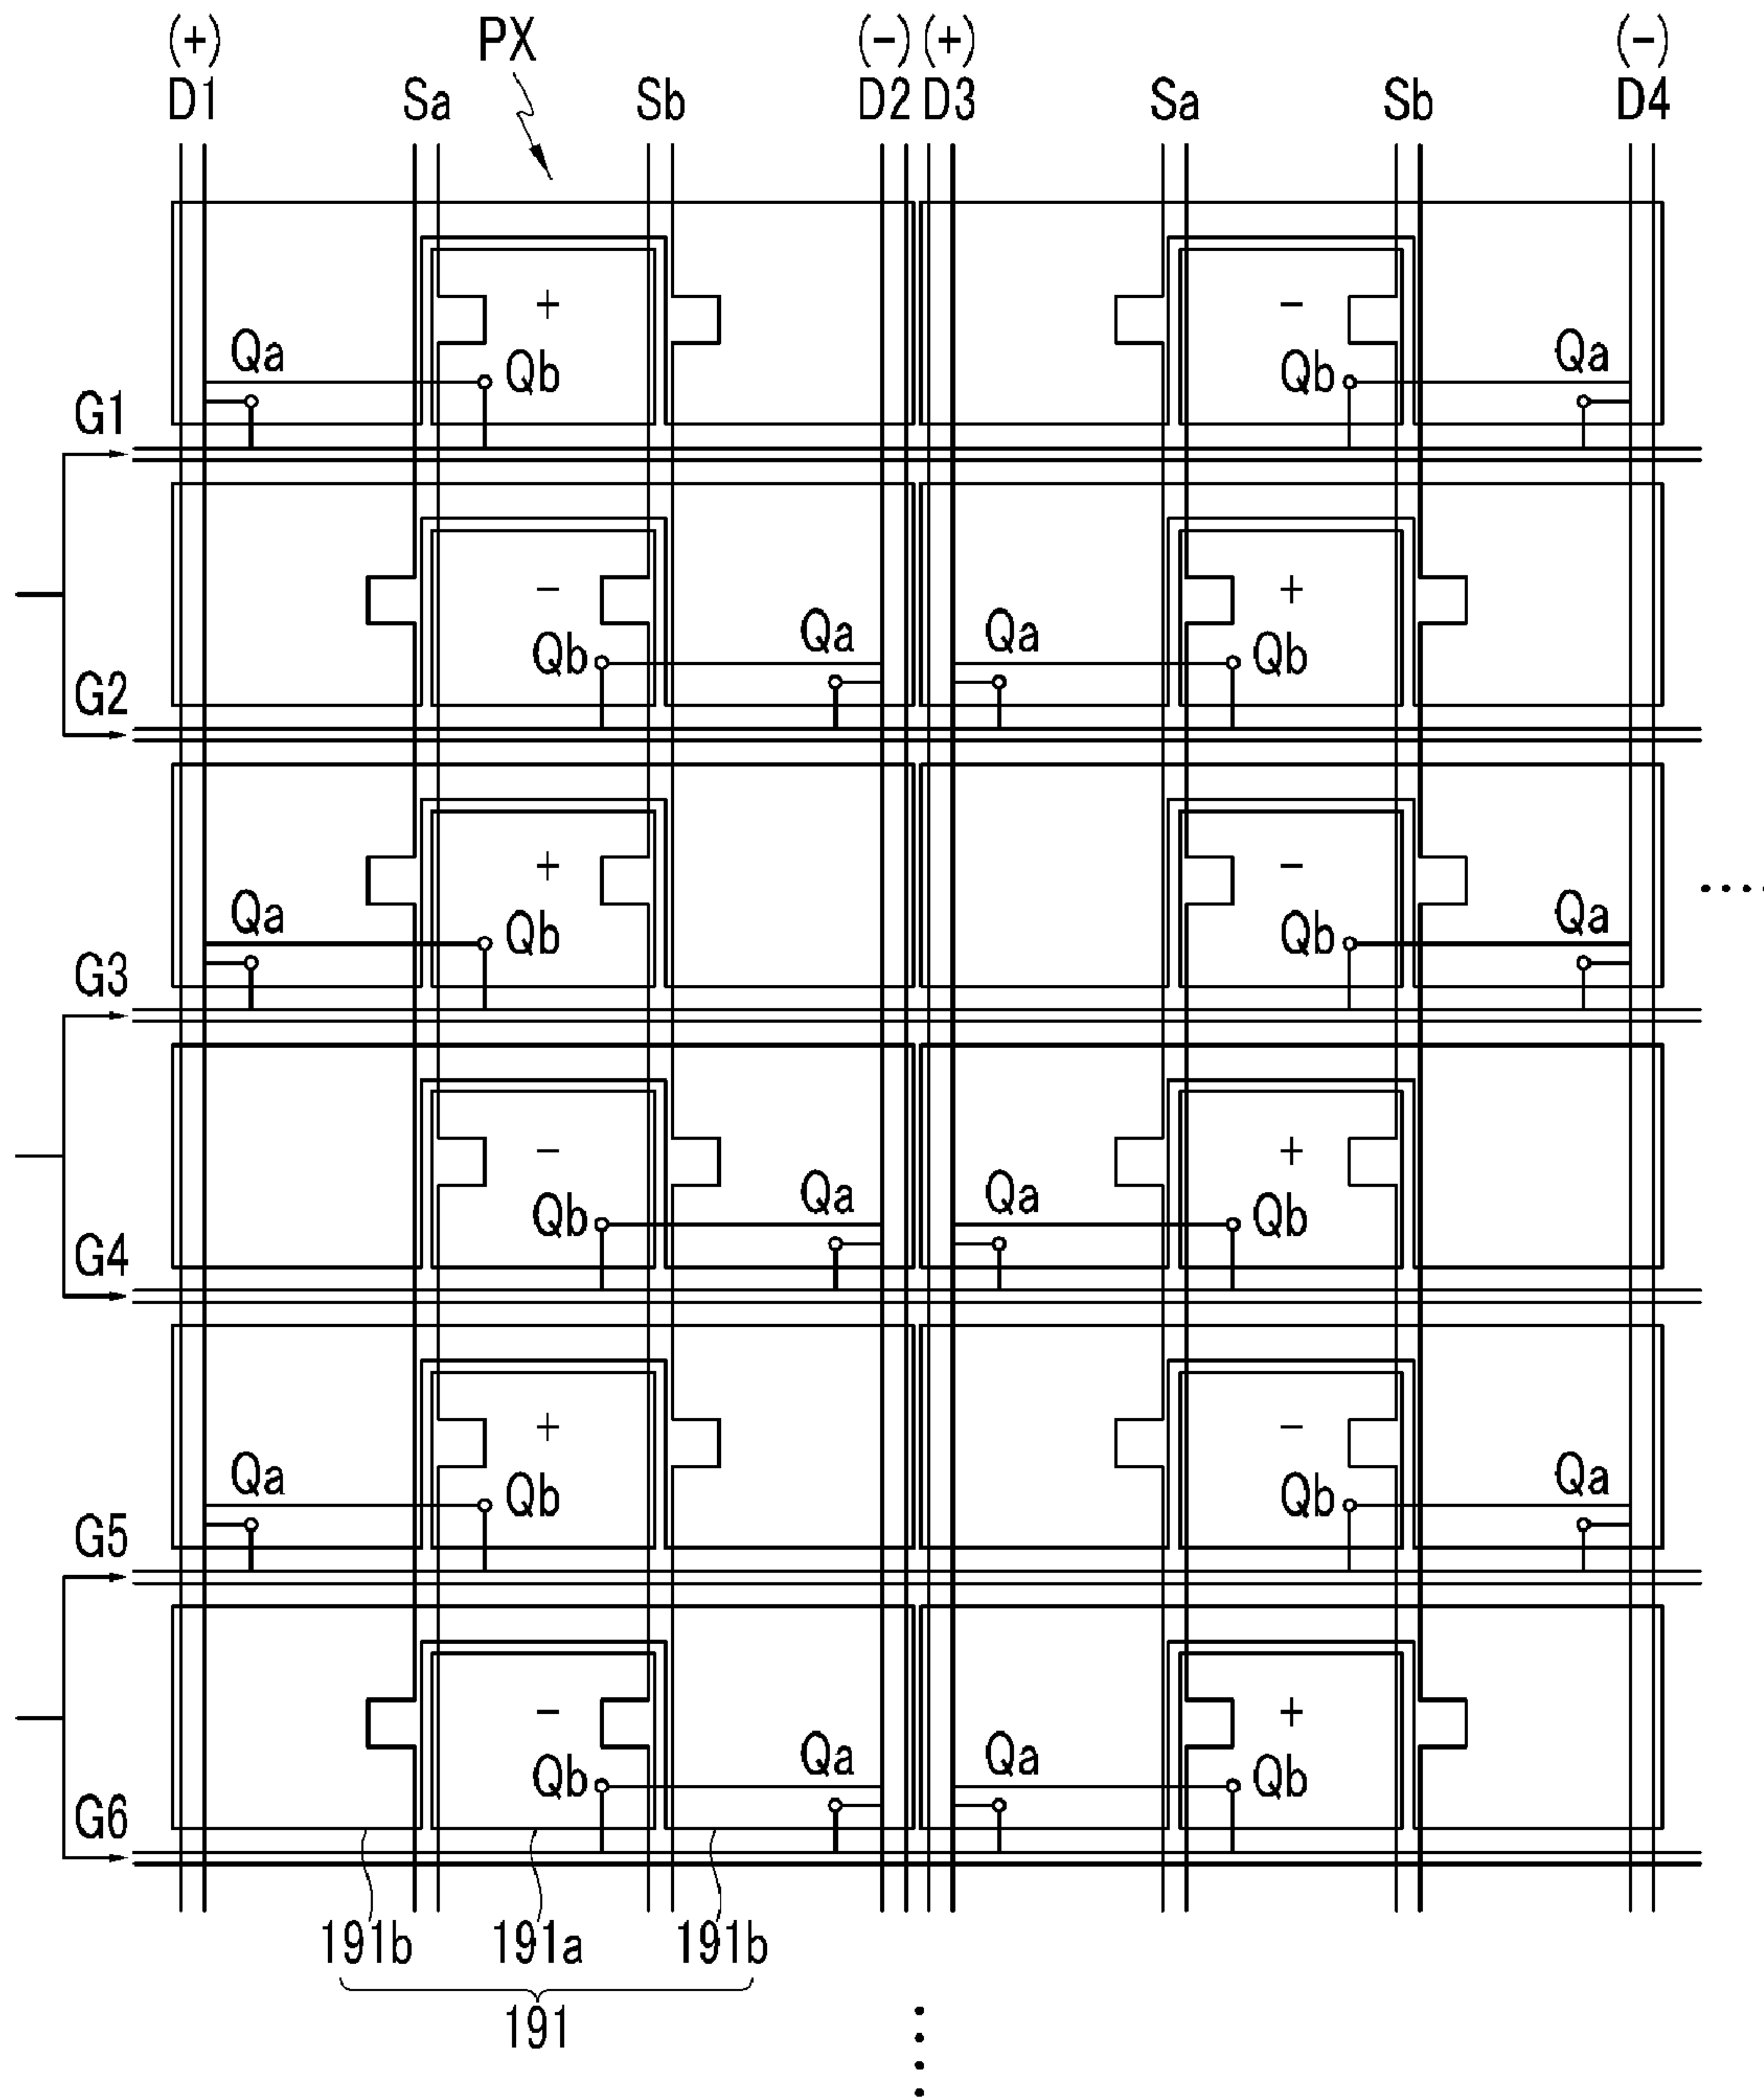 (+) PX (-) (+) (-)
D1 Sa Sb D2 D3 Sa Sb D4
+ -
Qa Qb Qb Qa
G1
- +
Qb Qa Qa Qb
G2
+ -
Qa Qb Qb Qa
G3
- +
Qb Qa Qa Qb
G4
+ -
Qa Qb Qb Qa
G5
- +
Qb Qa Qa Qb
G6
191b 191a 191b
191